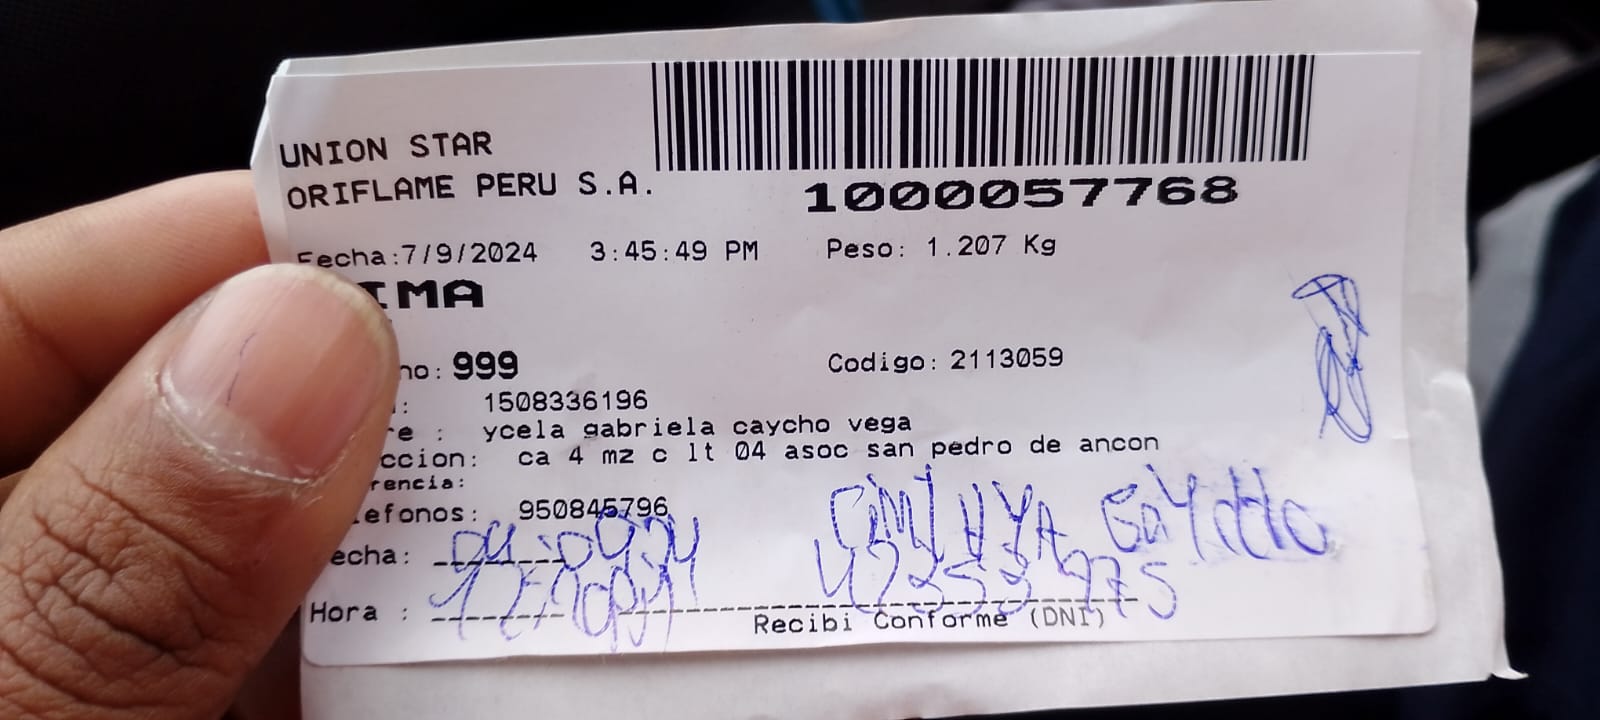 UNION STAR
ORIFLAME PERU S.A.
1000057768
Fecha:7/9/2024 3:45:49 PM Peso: 1.207 Kg
IMA
no: 999 Codigo: 2113059
: 1508336196
re : ycela gabriela caycho vega
ccion: ca 4 mz c lt 04 asoc san pedro de ancon
rencia:
lefonos: 950845796
echa:
Hora :
Recibi Conforme (DNI)